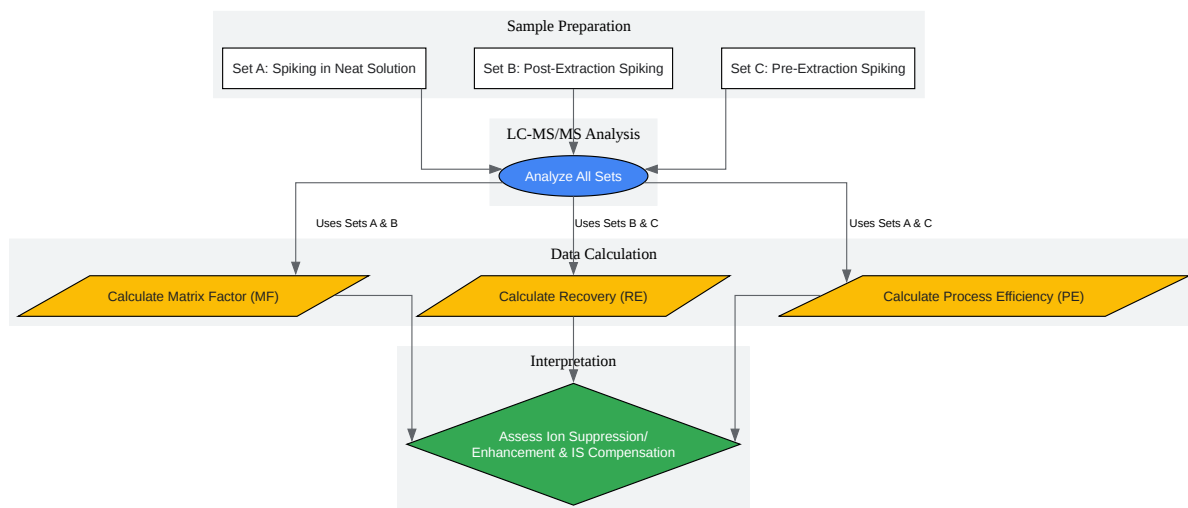 Sample Preparation
Set A: Spiking in Neat Solution
Set B: Post-Extraction Spiking
Set C: Pre-Extraction Spiking
LC-MS/MS Analysis
Analyze All Sets
Uses Sets A & B
Uses Sets B & C
Uses Sets A & C
Data Calculation
Calculate Matrix Factor (MF)
Calculate Recovery (RE)
Calculate Process Efficiency (PE)
Interpretation
Assess Ion Suppression/
Enhancement & IS Compensation